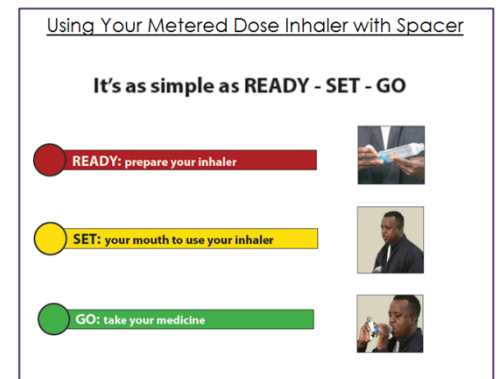 Using Your Metered Dose Inhaler with Spacer
It's as simple as READY - SET - GO
READY: prepare your inhaler
SET: your mouth to use your inhaler
GO: take your medicine